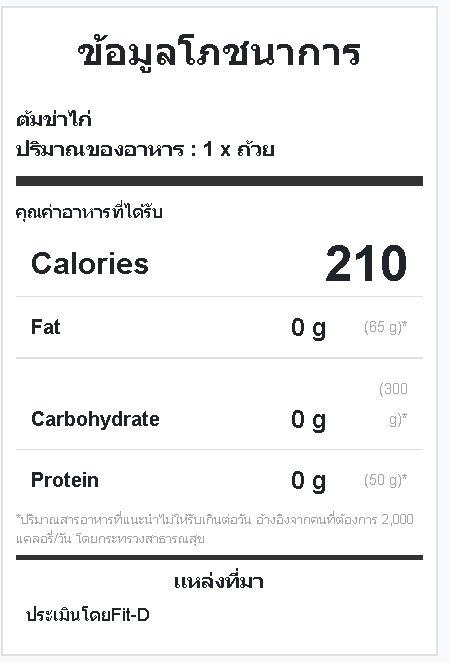 ข้อมูลโภชนาการ
ต้มข่าไก่
ปริมาณของอาหาร : 1 x ถ้วย
คุณค่าอาหารที่ได้รับ
Calories 210
Fat 0 g (65 g)*
Carbohydrate 0 g (300 g)*
Protein 0 g (50 g)*
*ปริมาณสารอาหารที่แนะนำไม่ให้รับเกินต่อวัน อ้างอิงจากคนที่ต้องการ 2,000
แคลอรี่/วัน โดยกระทรวงสาธารณสุข
แหล่งที่มา
ประเมินโดยFit-D